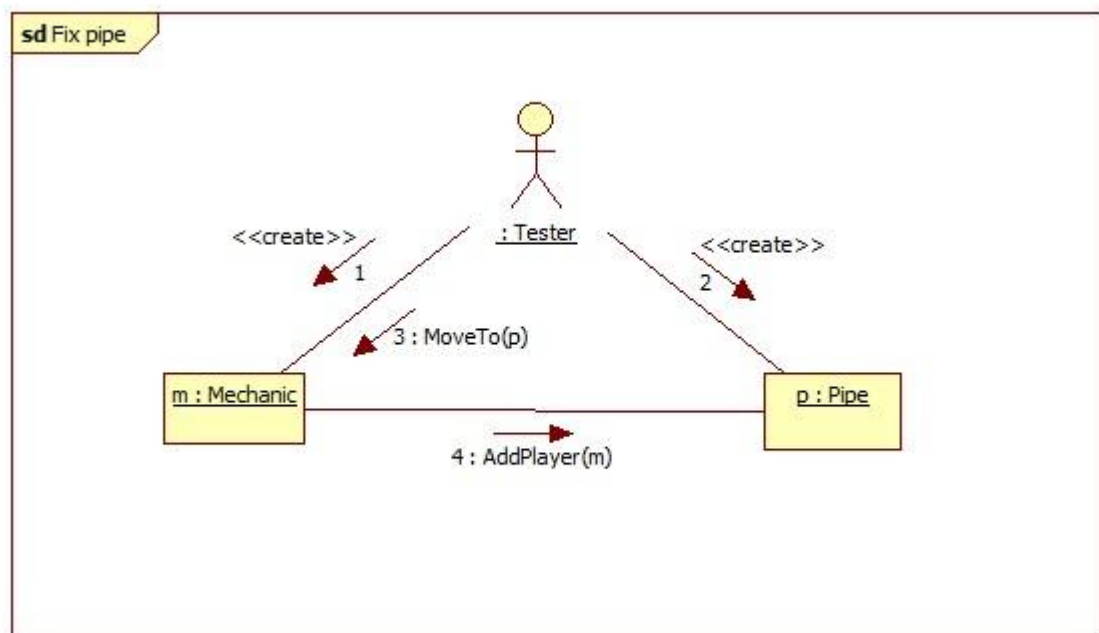 sd Fix pipe
: Tester
<<create>>
<<create>>
1
2
3 : MoveTo(p)
m : Mechanic
p : Pipe
4 : AddPlayer(m)